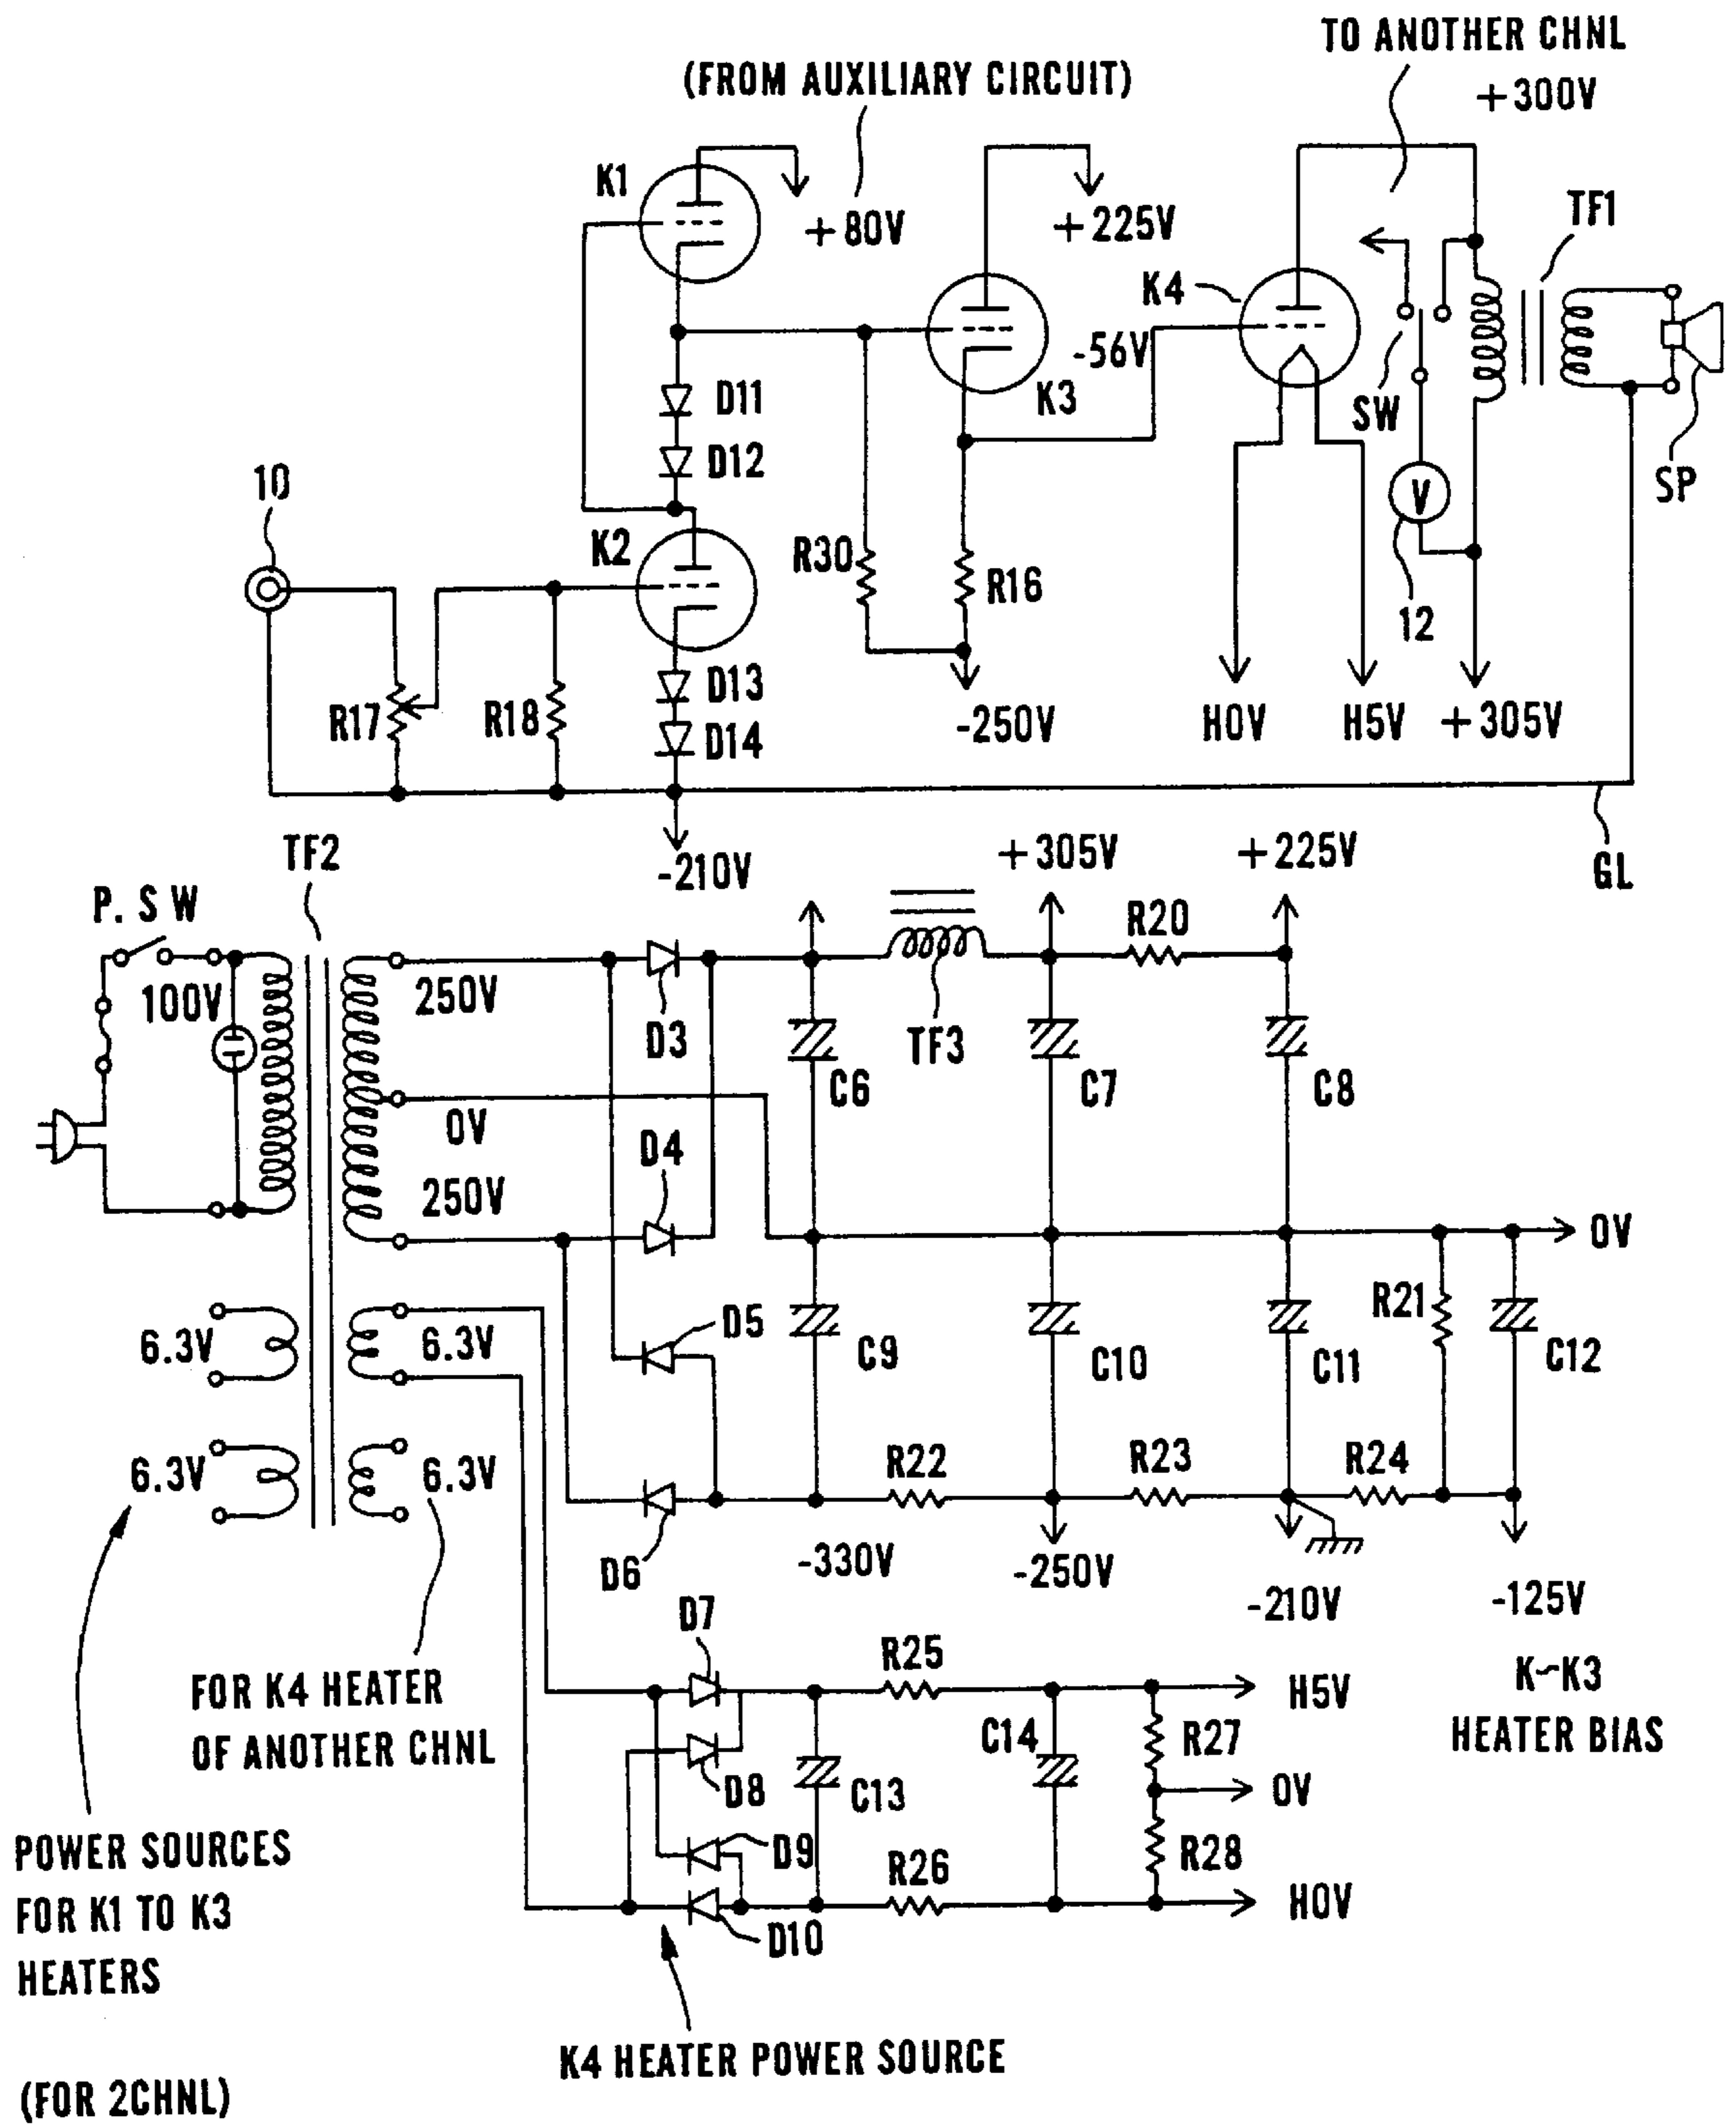 TO ANOTHER CHNL
(FROM AUXILIARY CIRCUIT)
+300V
K1
+80V
+225V
TF1
K4
-56V
K3
D11
SW
D12
SP
10
V
K2
R30
R16
12
D13
R17
R18
D14
-250V
H0V
H5V
+305V
-210V
GL
TF2
P. SW
+305V
+225V
R20
100V
250V
D3
TF3
C6
C7
C8
0V
D4
250V
0V
D5
R21
6.3V
6.3V
C9
C10
C11
C12
6.3V
6.3V
R22
R23
R24
D6
-330V
-250V
-210V
-125V
D7
R25
FOR K4 HEATER
OF ANOTHER CHNL
H5V
K-K3
HEATER BIAS
C14
R27
D8
C13
0V
POWER SOURCES
FOR K1 TO K3
HEATERS
D9
R26
R28
D10
H0V
K4 HEATER POWER SOURCE
(FOR 2CHNL)